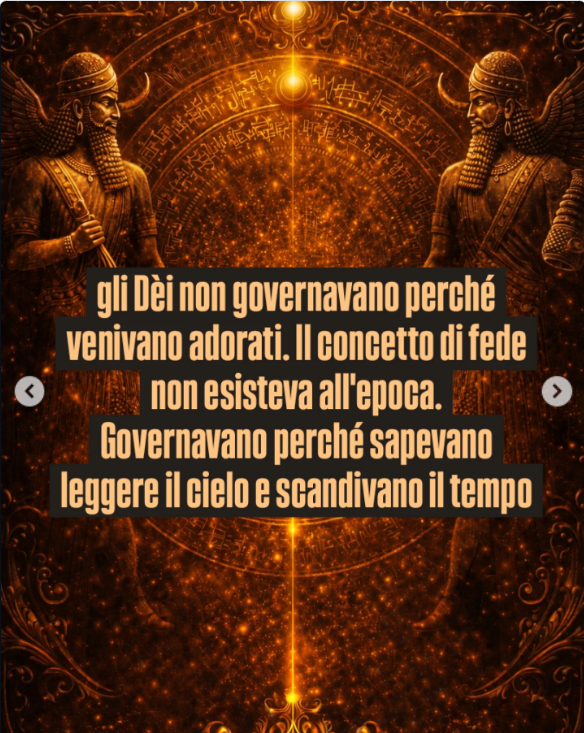 gli Dèi non governavano perché
venivano adorati. Il concetto di fede
non esisteva all'epoca.
Governavano perché sapevano
leggere il cielo e scandivano il tempo